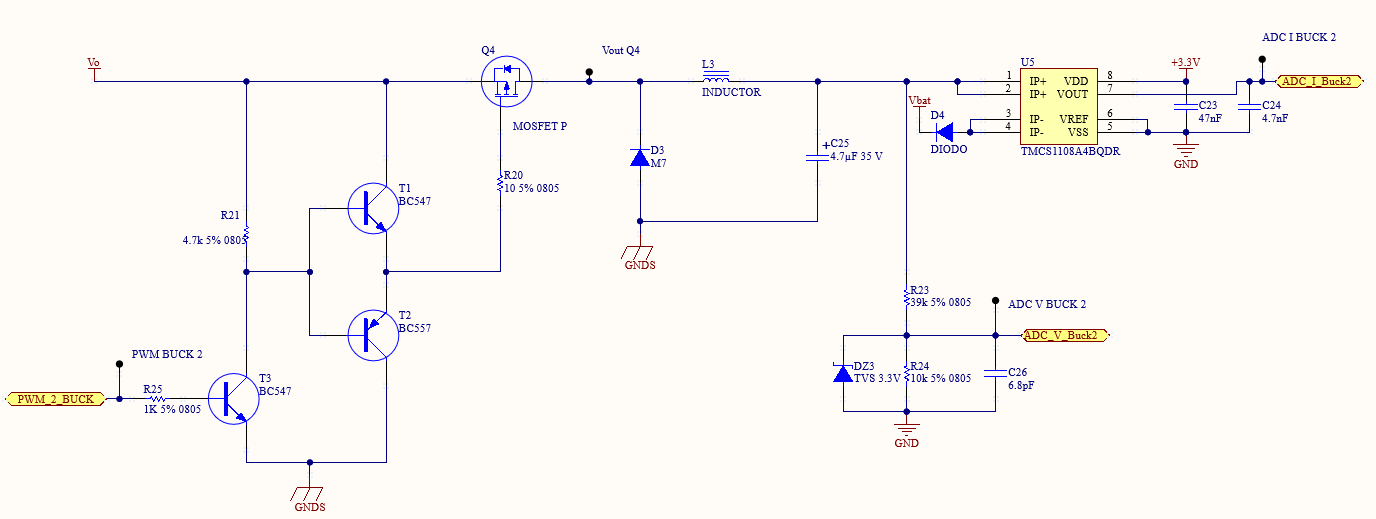 Vo
Q4
MOSFET P
Vout Q4
L3
INDUCTOR
U5
1 IP+ VDD 8
2 IP+ VOUT 7
3 IP- VREF 6
4 IP- VSS 5
TMCS1108A4BQDR
+3.3V
ADC I BUCK 2
ADC_I_Buck2
C23
47nF
C24
4.7nF
GND
Vbat
D4
DIODO
D3
M7
C25
4.7µF 35 V
GNDS
R20
10 5% 0805
T1
BC547
R21
4.7k 5% 0805
T2
BC557
PWM BUCK 2
PWM_2_BUCK
R25
1K 5% 0805
T3
BC547
GNDS
R23
39k 5% 0805
ADC V BUCK 2
ADC_V_Buck2
DZ3
TVS 3.3V
R24
10k 5% 0805
C26
6.8pF
GND